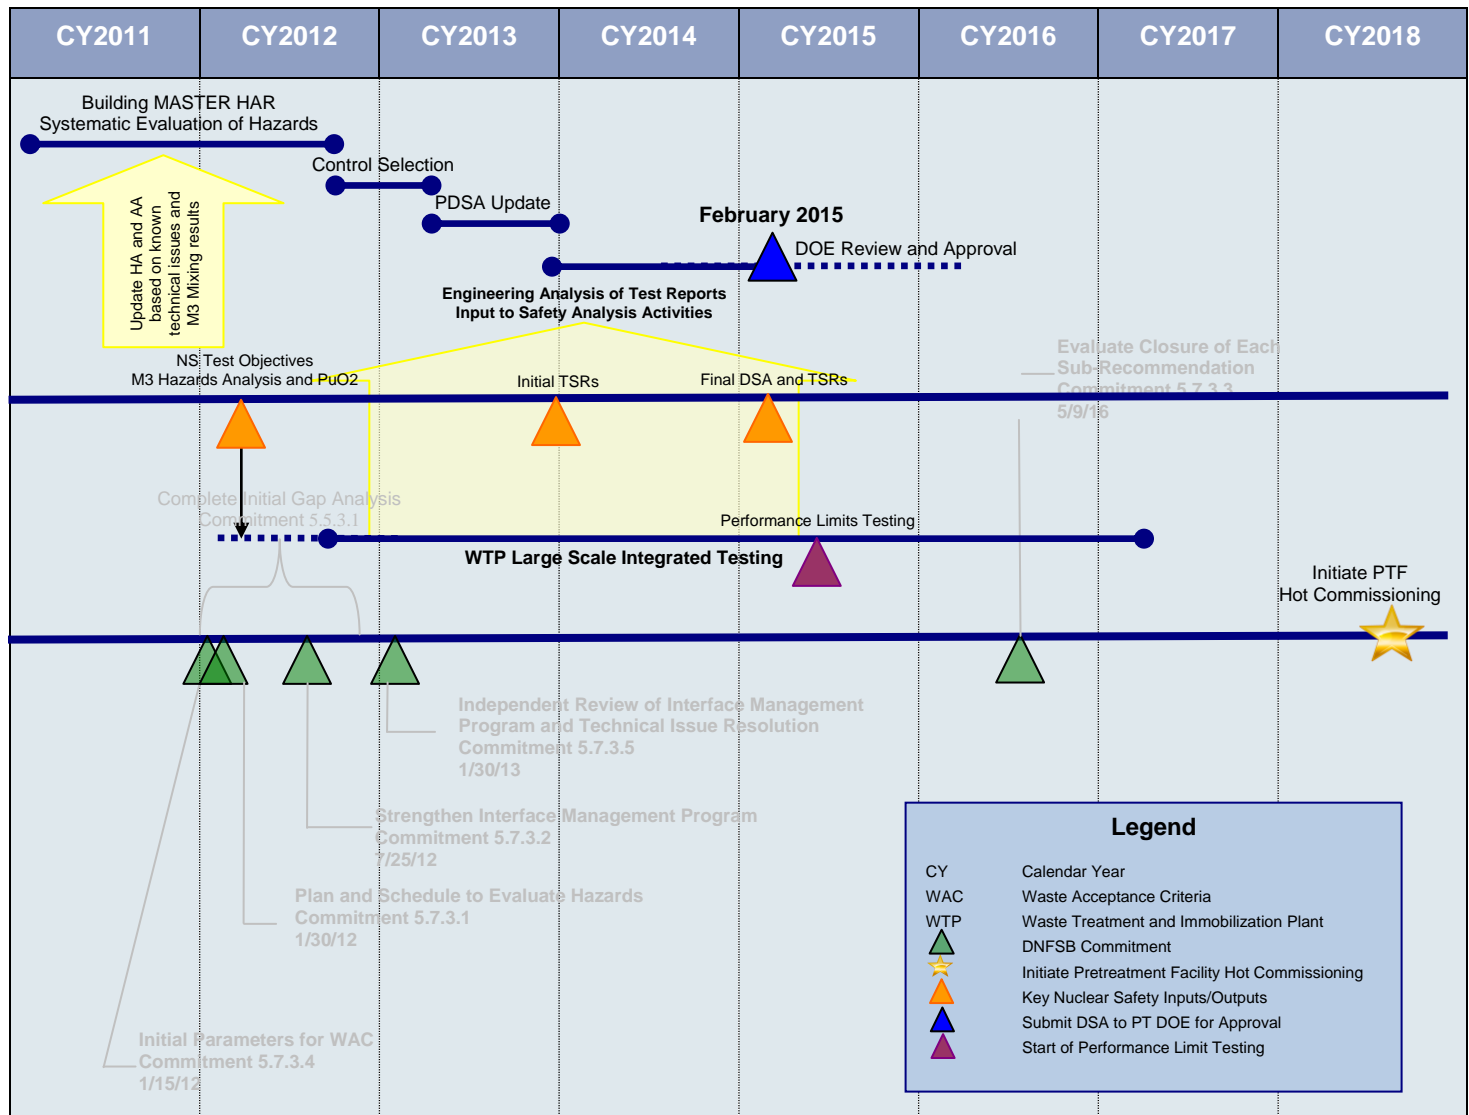 CY2011 CY2012 CY2013 CY2014 CY2015 CY2016 CY2017 CY2018
Building MASTER HAR
Systematic Evaluation of Hazards
Control Selection
PDSA Update
February 2015
DOE Review and Approval
Update HA and AA
based on known
technical issues and
M3 Mixing results
Engineering Analysis of Test Reports
Input to Safety Analysis Activities
NS Test Objectives
M3 Hazards Analysis and PuO2
Initial TSRs
Final DSA and TSRs
Evaluate Closure of Each
Sub-Recommendation
Commitment 5.7.3.3
5/9/16
Complete Initial Gap Analysis
Commitment 5.5.3.1
Performance Limits Testing
WTP Large Scale Integrated Testing
Initiate PTF
Hot Commissioning
Independent Review of Interface Management
Program and Technical Issue Resolution
Commitment 5.7.3.5
1/30/13
Strengthen Interface Management Program
Commitment 5.7.3.2
7/25/12
Plan and Schedule to Evaluate Hazards
Commitment 5.7.3.1
1/30/12
Initial Parameters for WAC
Commitment 5.7.3.4
1/15/12
Legend
CY Calendar Year
WAC Waste Acceptance Criteria
WTP Waste Treatment and Immobilization Plant
DNFSB Commitment
Initiate Pretreatment Facility Hot Commissioning
Key Nuclear Safety Inputs/Outputs
Submit DSA to PT DOE for Approval
Start of Performance Limit Testing